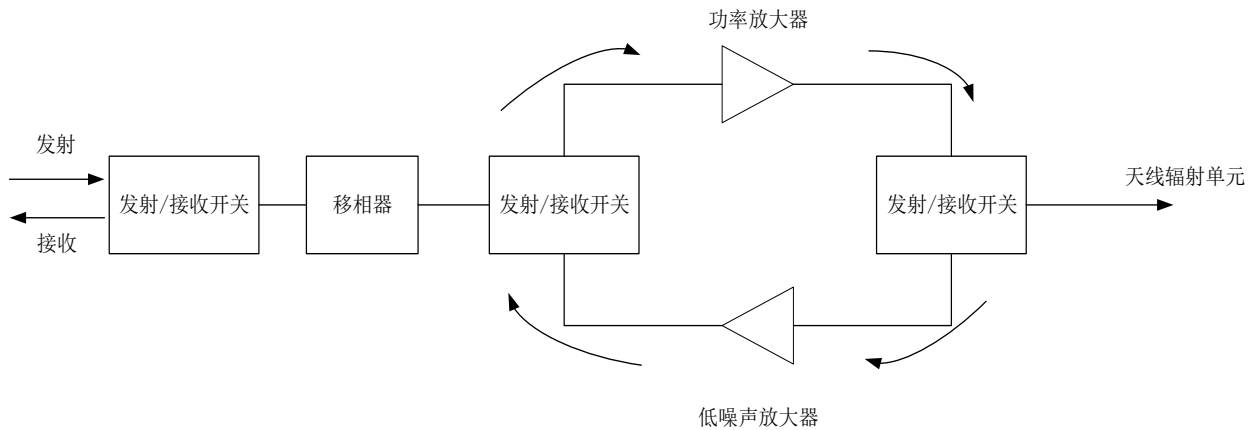 功率放大器
发射
发射/接收开关
移相器
发射/接收开关
发射/接收开关
天线辐射单元
接收
低噪声放大器